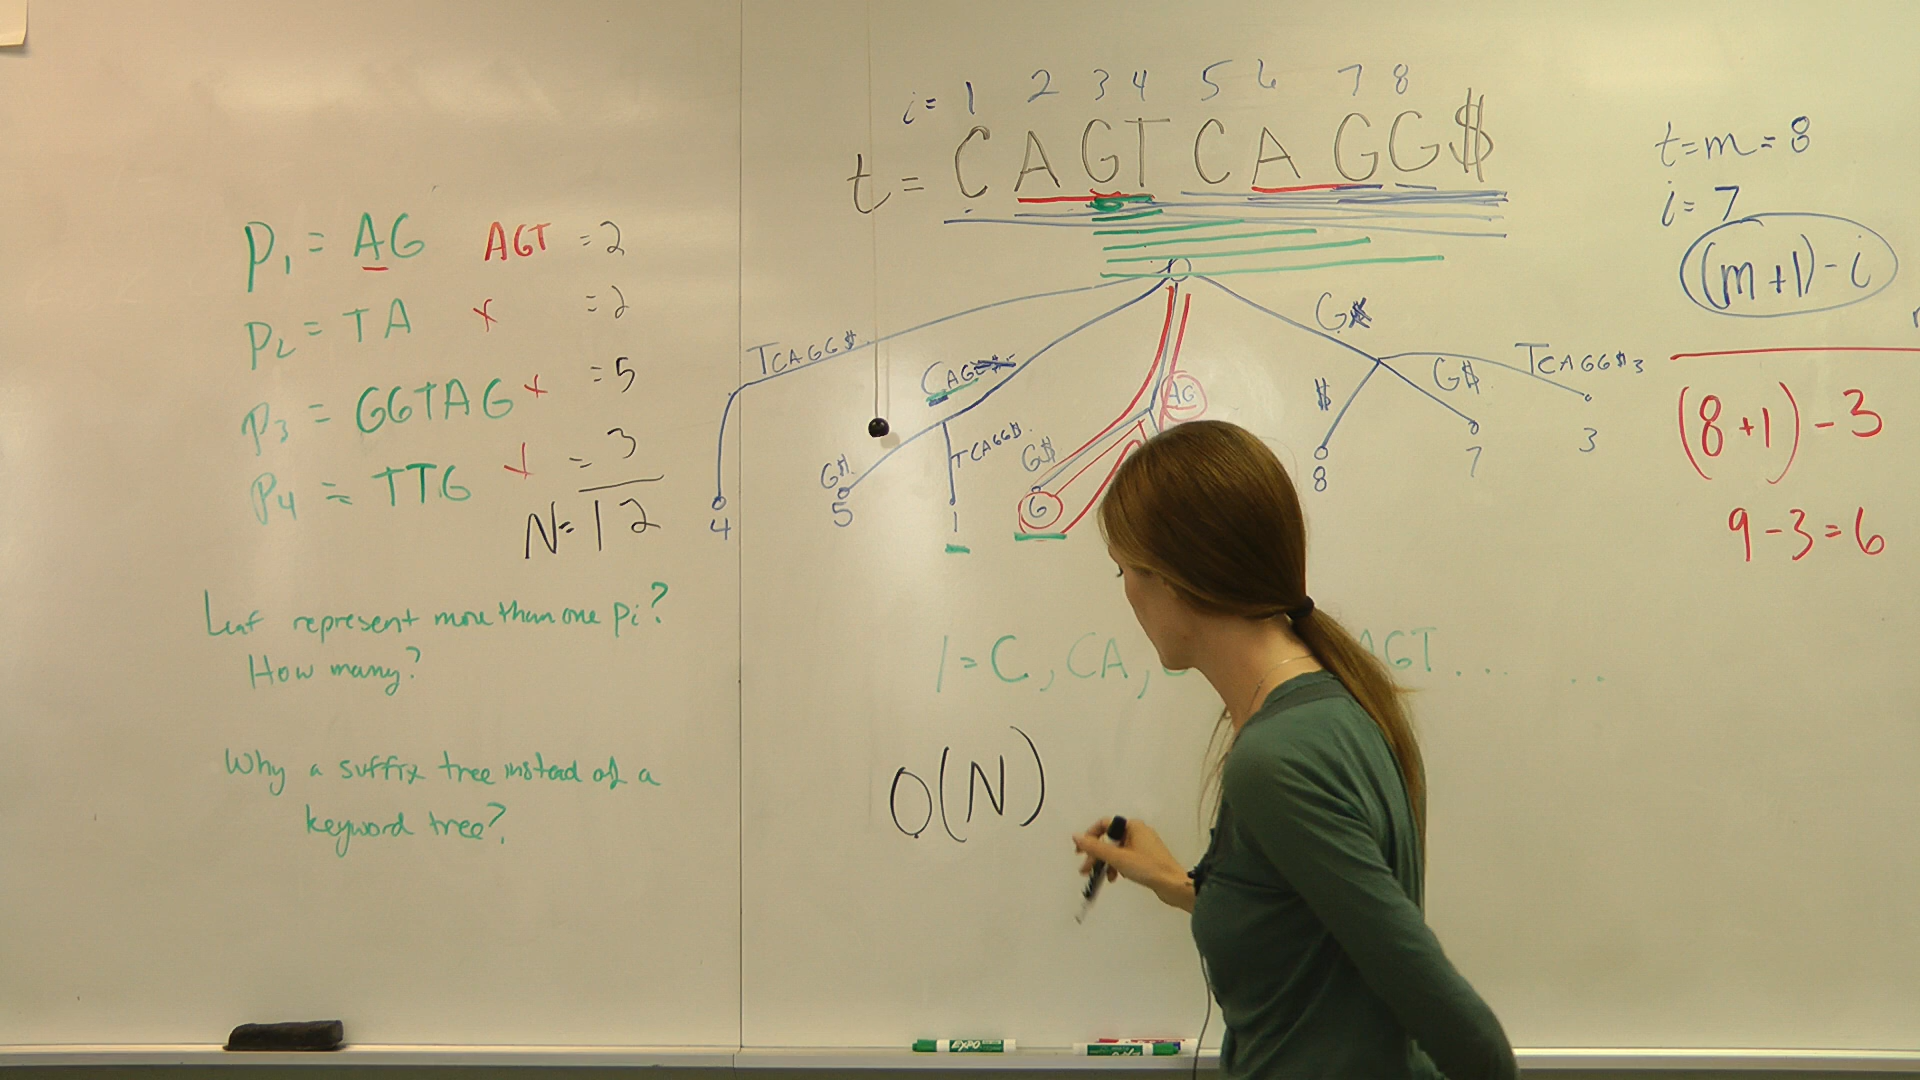 i= 1 2 3 4 5 6 7 8
t= C A G T C A G G $
t=m=8
i=7
(m+1)-i
(8+1)-3
9-3=6
P1 = AG AGT =2
P2 = TA x =2
P3 = GGTAG x =5
P4 = TTG x =3
N=12
Leaf represent more than one pi?
How many?
Why a suffix tree instead of a
keyword tree?
TCAGG$
4
CAG
G$
5
TCAGG$
1
AG
G$
6
G
$
8
G$
7
TCAGG$
3
1=C, CA, AGT.... ..
O(N)
EXPO